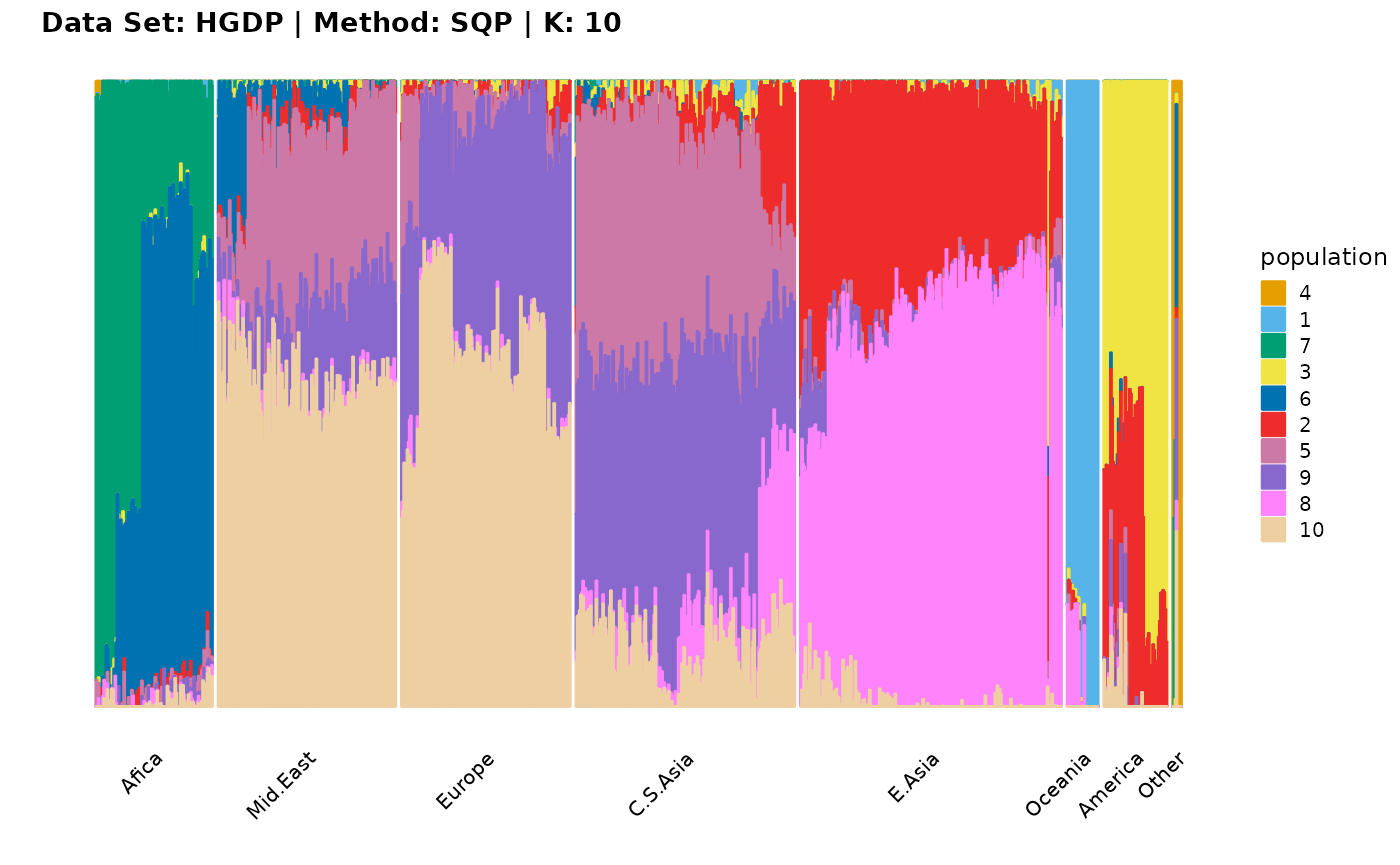 Data Set: HGDP | Method: SQP | K: 10
population
4
1
7
3
6
2
5
9
8
10
Afica
Mid.East
Europe
C.S.Asia
E.Asia
Oceania
America
Other